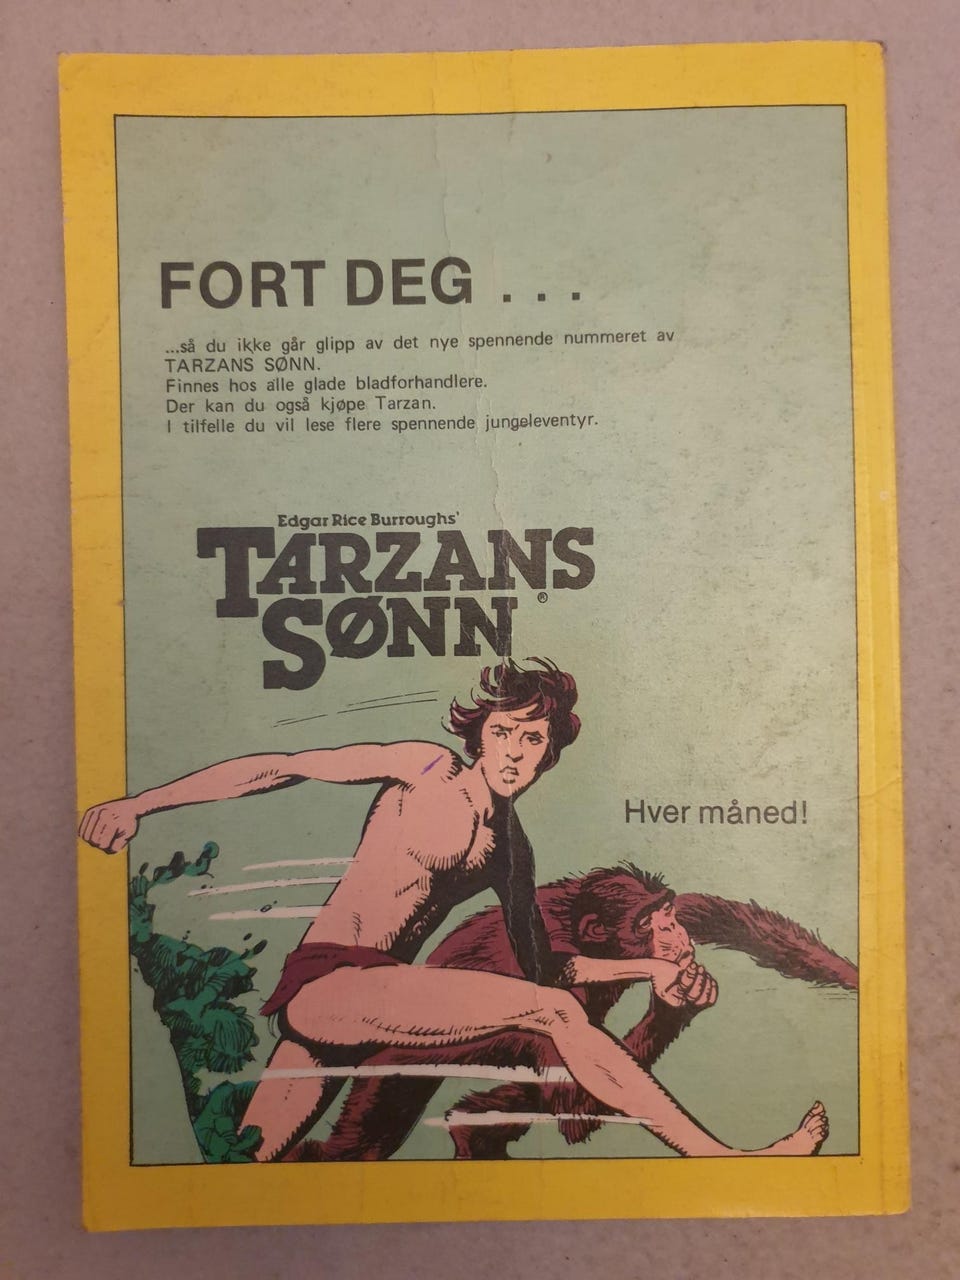 FORT DEG . . .
...så du ikke går glipp av det nye spennende nummeret av
TARZANS SØNN.
Finnes hos alle glade bladforhandlere.
Der kan du også kjøpe Tarzan.
I tilfelle du vil lese flere spennende jungeleventyr.
Edgar Rice Burroughs'
TARZANS
SØNN®
Hver måned!